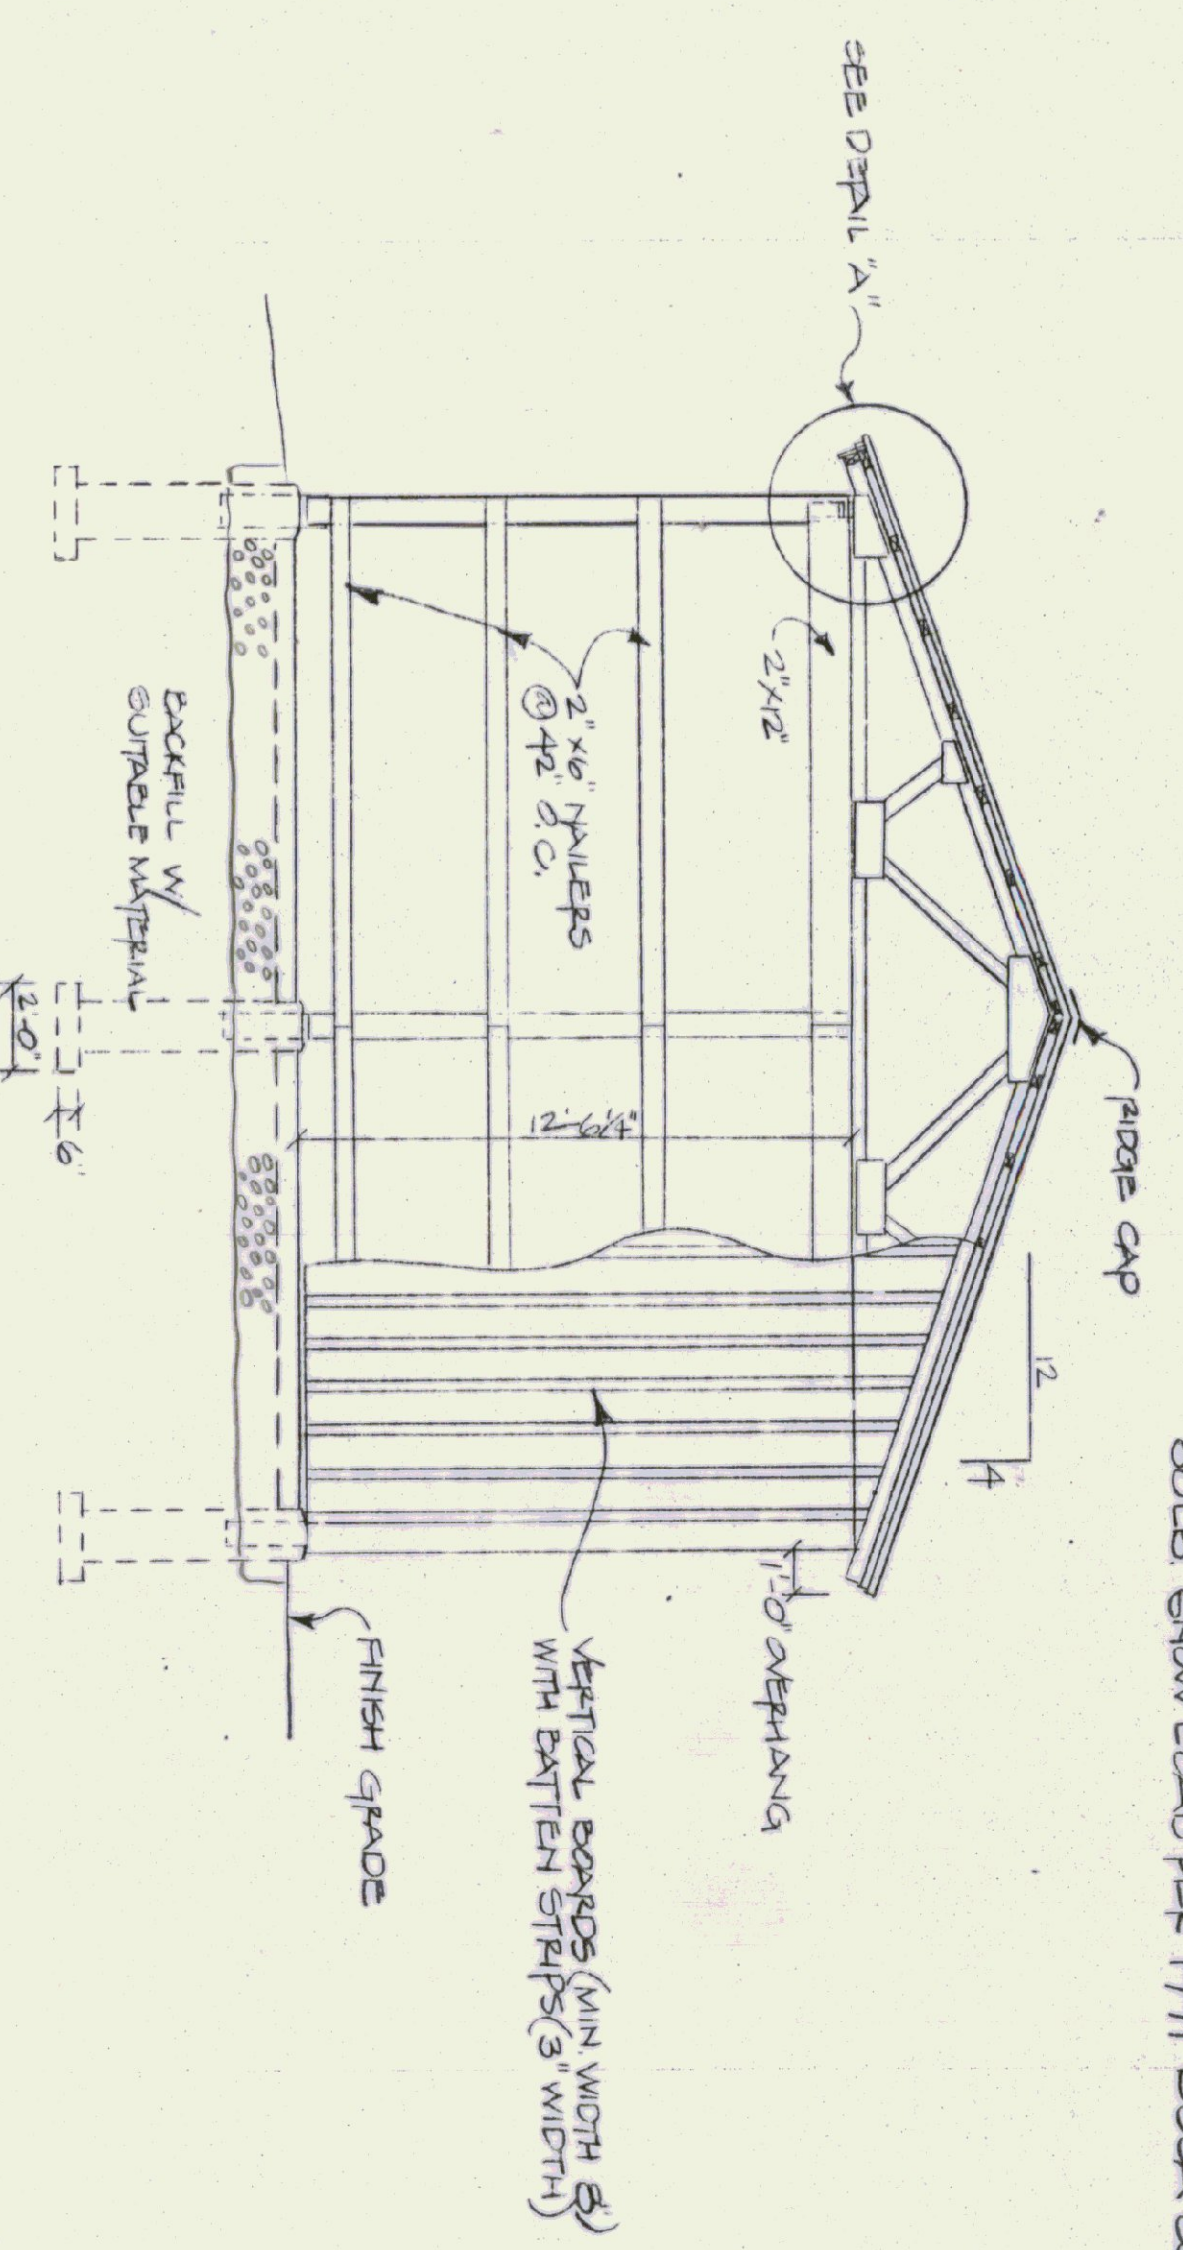 RIDGE CAP
12
4
SEE DETAIL "A"
2"X12"
1'-0" OVERHANG
2"X6" NAILERS
@ 42" O.C.
12'-6 1/4"
VERTICAL BOARDS (MIN. WIDTH 8")
WITH BATTEN STRIPS (3" WIDTH)
FINISH GRADE
BACKFILL W/
SUITABLE MATERIAL
6"
2'-0"